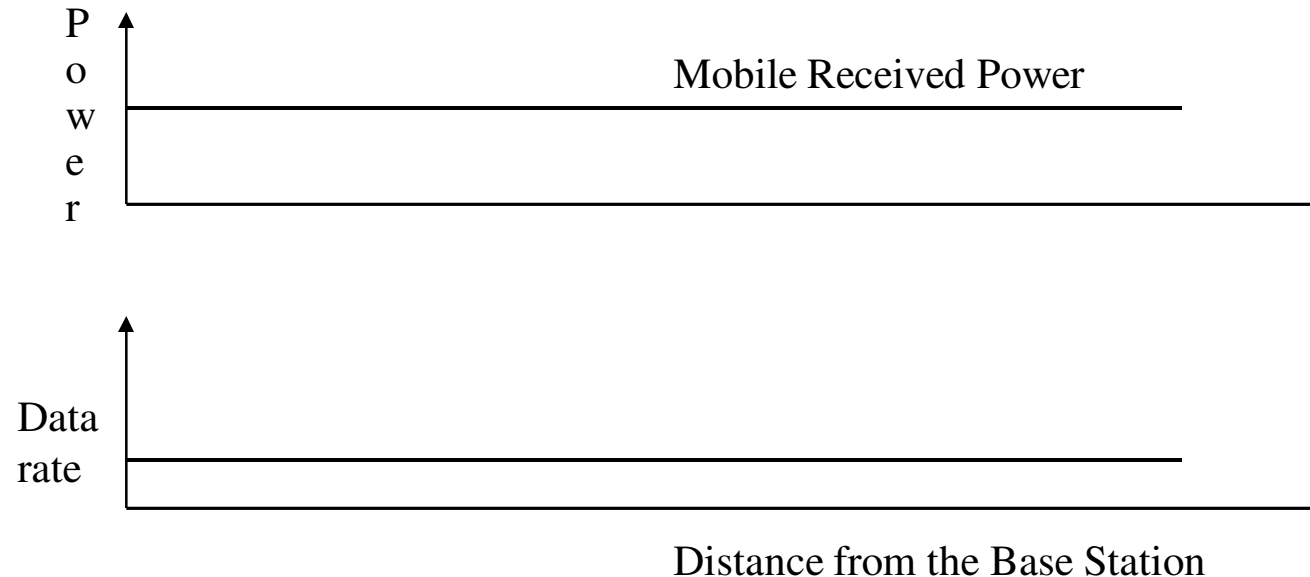 P
o
w
e
r
Mobile Received Power
Data
rate
Distance from the Base Station